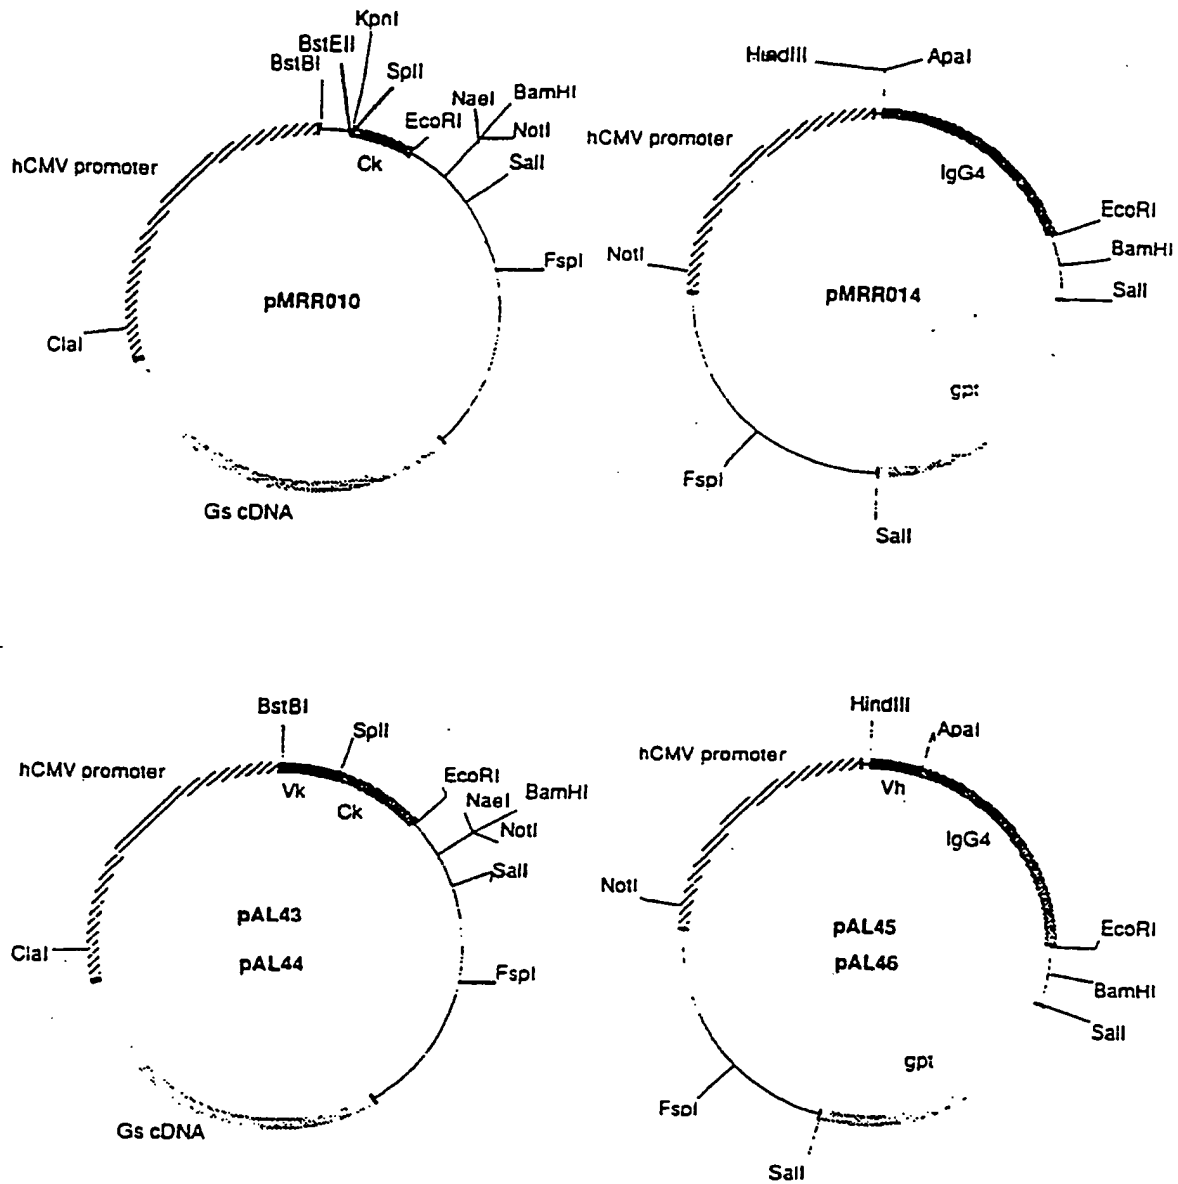 KpnI
BstEII
BstBI
SplI
NaeI
BamHI
EcoRI
NotI
hCMV promoter
Ck
SalI
FspI
pMRR010
ClaI
Gs cDNA
HindIII
ApaI
hCMV promoter
IgG4
EcoRI
NotI
BamHI
pMRR014
SalI
gpt
FspI
SalI
BstBI
SplI
hCMV promoter
EcoRI
Vk
NaeI
BamHI
Ck
NotI
SalI
pAL43
ClaI
pAL44
FspI
Gs cDNA
HindIII
ApaI
hCMV promoter
Vh
IgG4
NotI
pAL45
EcoRI
pAL46
BamHI
SalI
gpt
FspI
SalI